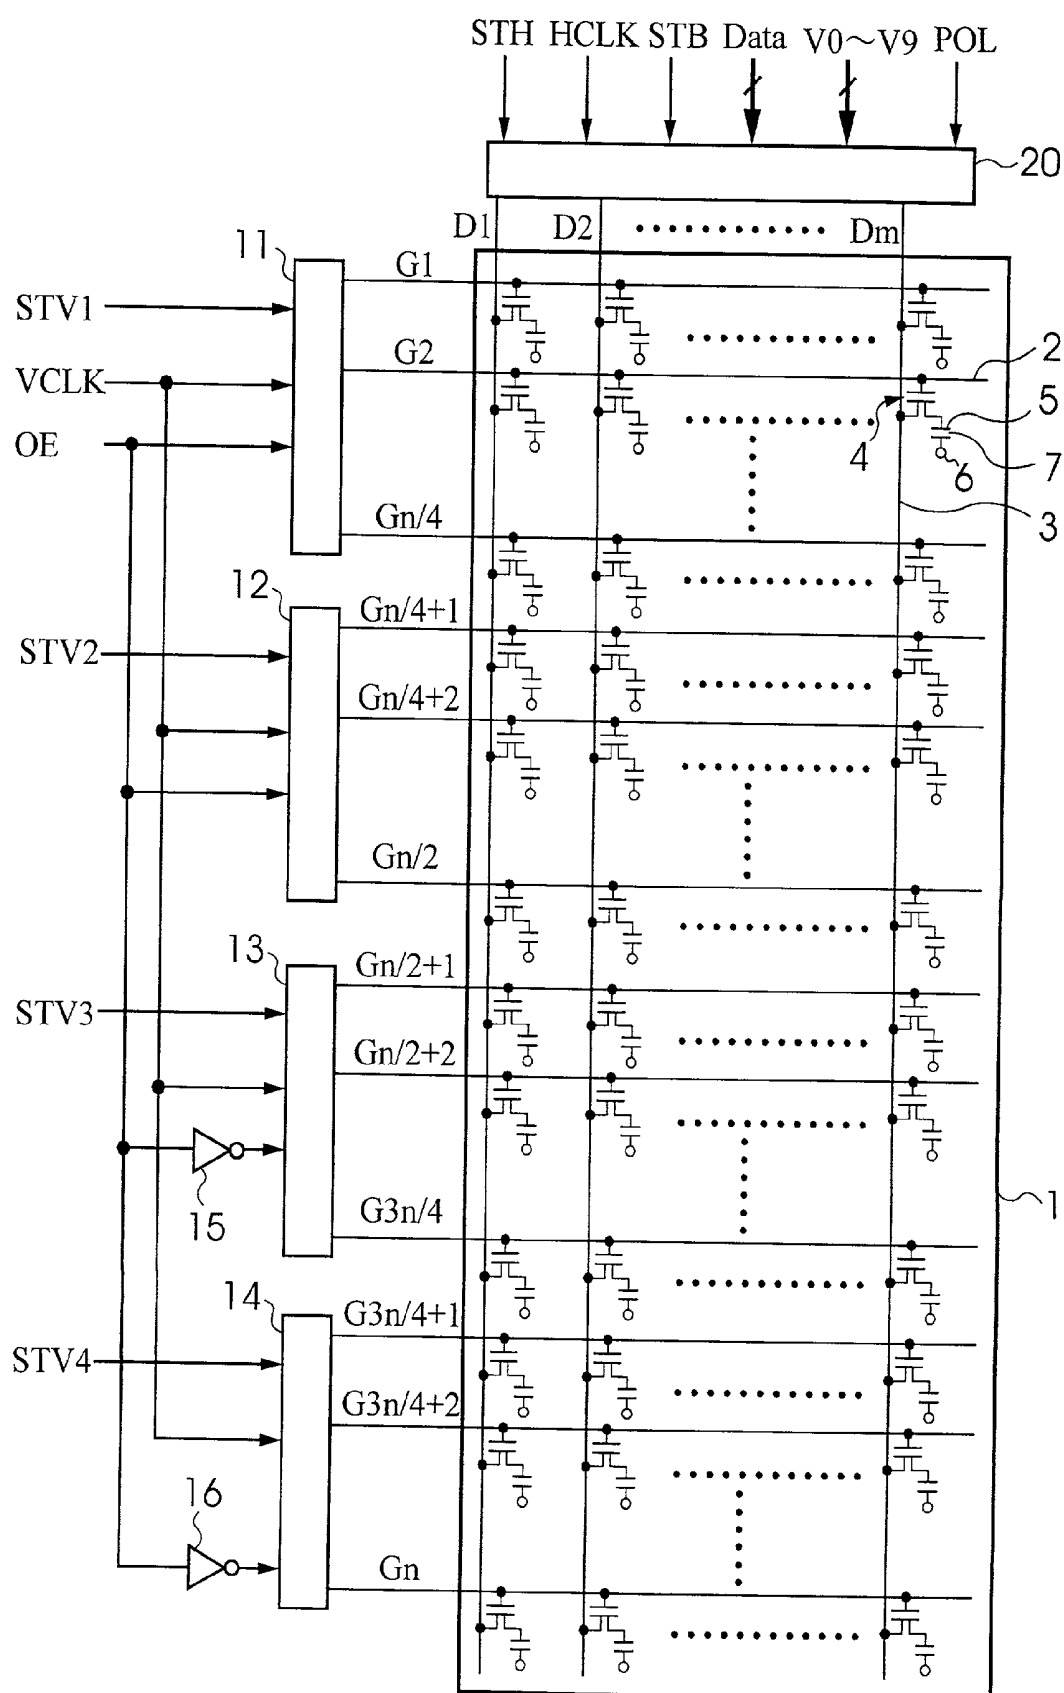 STH HCLK STB Data V0～V9 POL
20
D1 D2 Dm
11
G1
STV1
G2
2
VCLK
5
OE
4
6
7
Gn/4
3
12
Gn/4+1
STV2
Gn/4+2
Gn/2
13
Gn/2+1
STV3
Gn/2+2
15
1
G3n/4
14
G3n/4+1
STV4
G3n/4+2
16
Gn